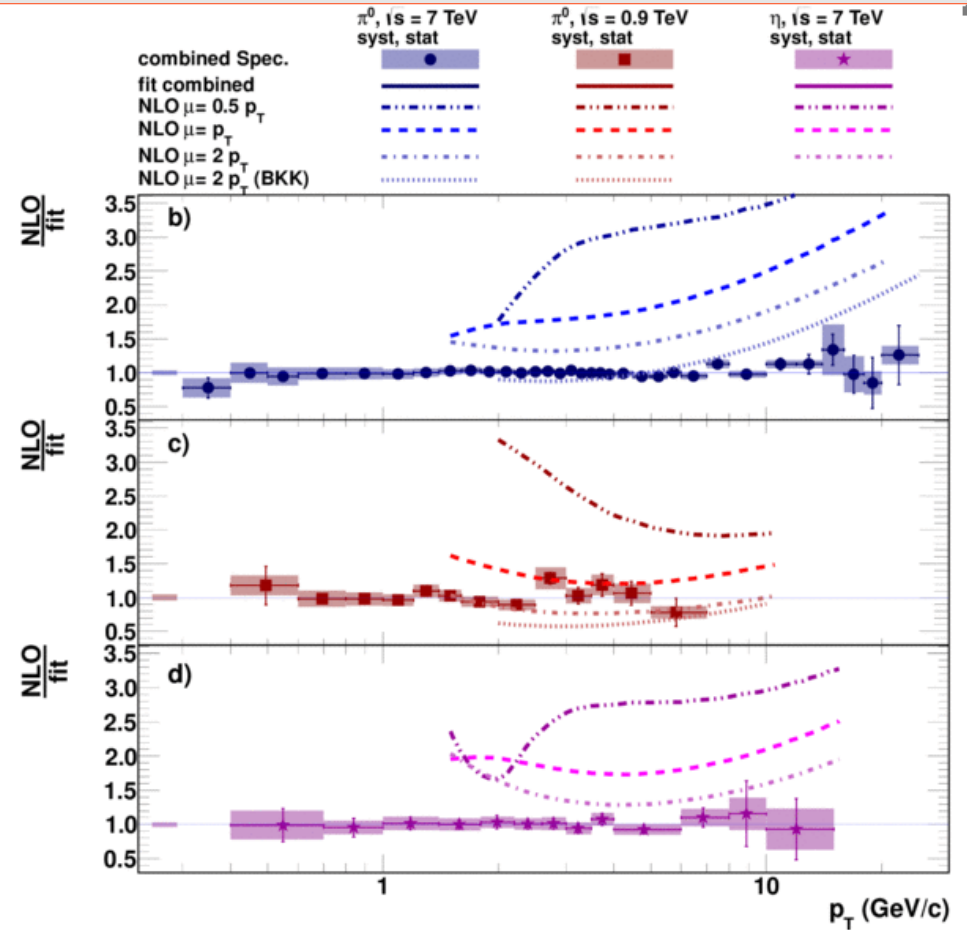 π⁰, √s = 7 TeV π⁰, √s = 0.9 TeV η, √s = 7 TeV
syst, stat syst, stat syst, stat
combined Spec.
fit combined
NLO μ= 0.5 p_T
NLO μ= p_T
NLO μ= 2 p_T
NLO μ= 2 p_T (BKK)
NLO
fit
b)
3.5
3.0
2.5
2.0
1.5
1.0
0.5
NLO
fit
c)
3.5
3.0
2.5
2.0
1.5
1.0
0.5
NLO
fit
d)
3.5
3.0
2.5
2.0
1.5
1.0
0.5
1 10
p_T (GeV/c)